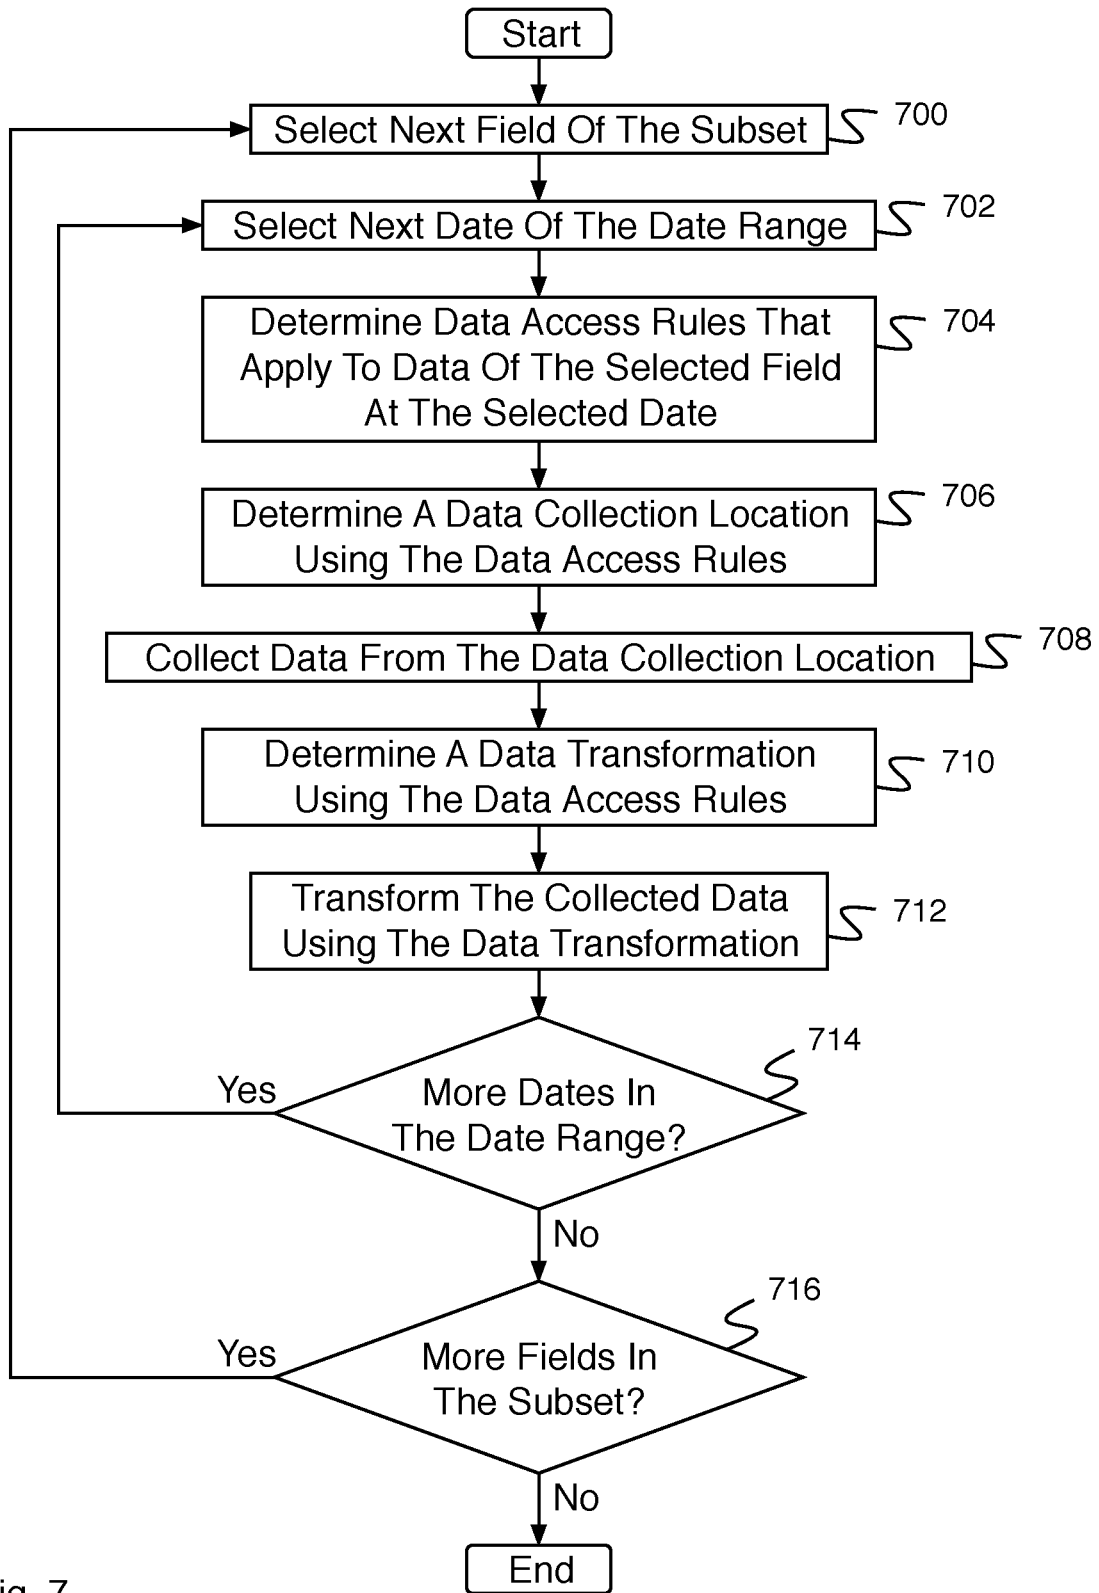 Start
Select Next Field Of The Subset
700
Select Next Date Of The Date Range
702
Determine Data Access Rules That
Apply To Data Of The Selected Field
At The Selected Date
704
Determine A Data Collection Location
Using The Data Access Rules
706
Collect Data From The Data Collection Location
708
Determine A Data Transformation
Using The Data Access Rules
710
Transform The Collected Data
Using The Data Transformation
712
714
More Dates In
The Date Range?
Yes
No
716
More Fields In
The Subset?
Yes
No
End
7